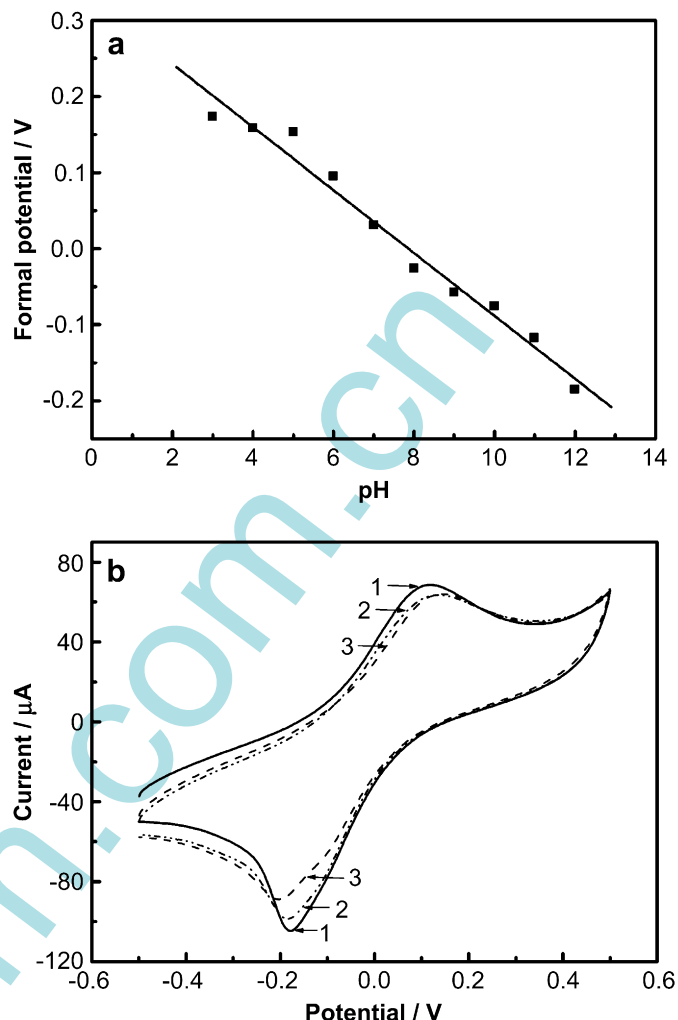 a
0.3
0.2
0.1
0.0
-0.1
-0.2
Formal potential / V
0 2 4 6 8 10 12 14
pH
b
80
40
0
-40
-80
-120
Current / μA
1
2
3
3
2
1
-0.6 -0.4 -0.2 0.0 0.2 0.4 0.6
Potential / V
m.com.cn